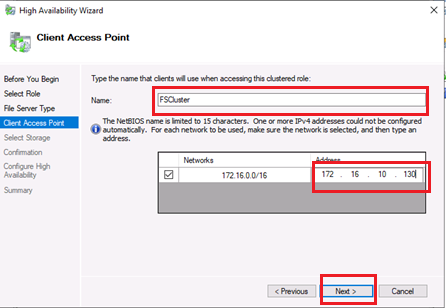 High Availability Wizard
Client Access Point
Before You Begin
Select Role
File Server Type
Client Access Point
Select Storage
Confirmation
Configure High
Availability
Summary
Type the name that clients will use when accessing this clustered role:
Name:
FSCluster
The NetBIOS name is limited to 15 characters. One or more IPv4 addresses could not be configured
automatically. For each network to be used, make sure the network is selected, and then type an
address.
Networks
Address
172.16.0.0/16
172 . 16 . 10 . 130
< Previous
Next >
Cancel